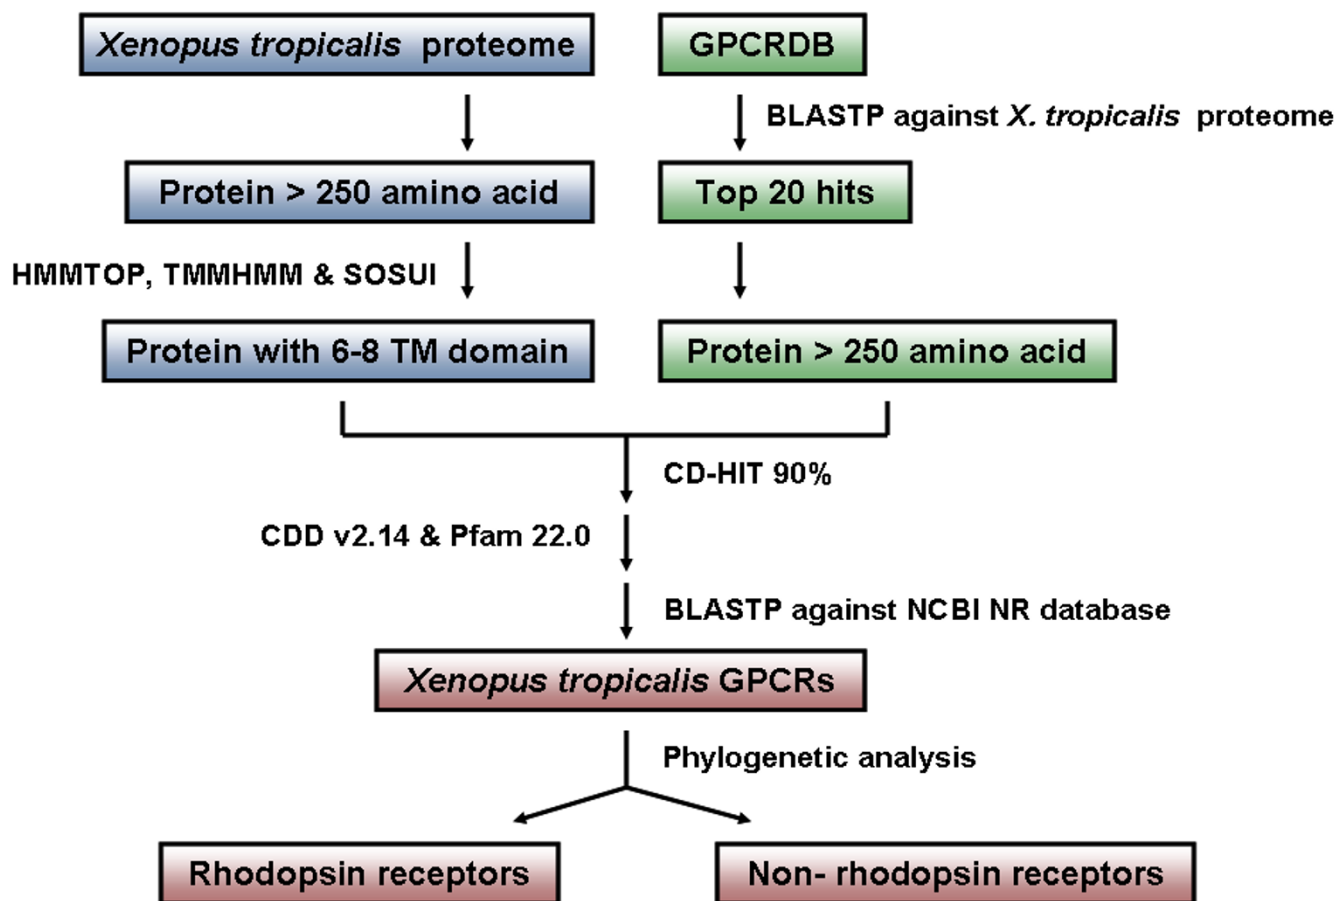 Xenopus tropicalis proteome
GPCRDB
BLASTP against X. tropicalis proteome
Protein > 250 amino acid
Top 20 hits
HMMTOP, TMMHMM & SOSUI
Protein with 6-8 TM domain
Protein > 250 amino acid
CD-HIT 90%
CDD v2.14 & Pfam 22.0
BLASTP against NCBI NR database
Xenopus tropicalis GPCRs
Phylogenetic analysis
Rhodopsin receptors
Non- rhodopsin receptors